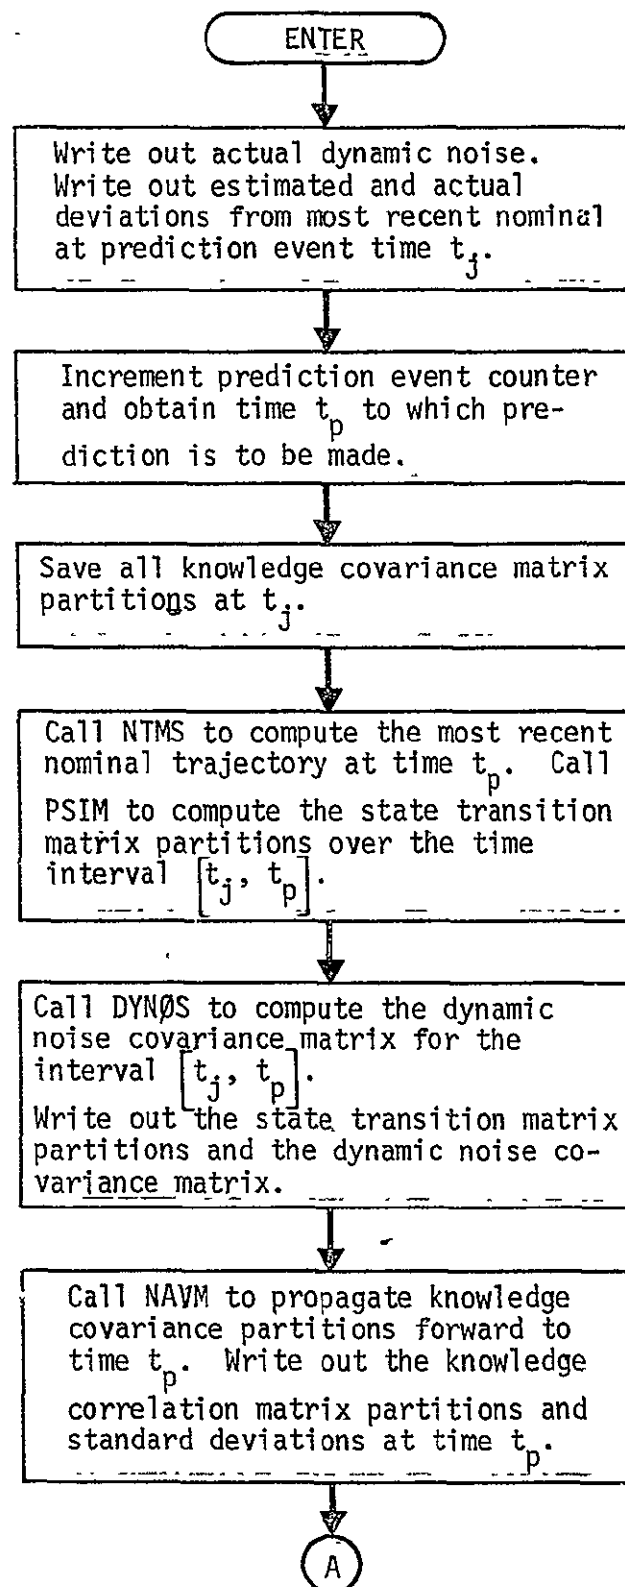 ENTER
Write out actual dynamic noise.
Write out estimated and actual
deviations from most recent nominal
at prediction event time t_j.
Increment prediction event counter
and obtain time t_p to which pre-
diction is to be made.
Save all knowledge covariance matrix
partitions at t_j.
Call NTMS to compute the most recent
nominal trajectory at time t_p. Call
PSIM to compute the state transition
matrix partitions over the time
interval [t_j, t_p].
Call DYNØS to compute the dynamic
noise covariance matrix for the
interval [t_j, t_p].
Write out the state transition matrix
partitions and the dynamic noise co-
variance matrix.
Call NAVM to propagate knowledge
covariance partitions forward to
time t_p. Write out the knowledge
correlation matrix partitions and
standard deviations at time t_p.
A